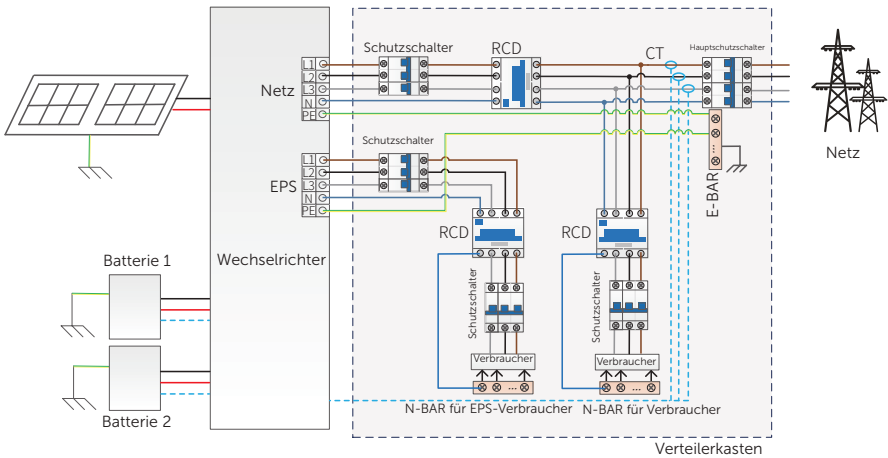 Schutzschalter
RCD
CT
Hauptschutzschalter
Netz
L1
L2
L3
N
PE
Netz
Schutzschalter
E-BAR
EPS
L1
L2
L3
N
PE
RCD
RCD
Wechselrichter
Batterie 1
Schutzschalter
Schutzschalter
Verbraucher
Verbraucher
...
...
...
Batterie 2
N-BAR für EPS-Verbraucher
N-BAR für Verbraucher
Verteilerkasten